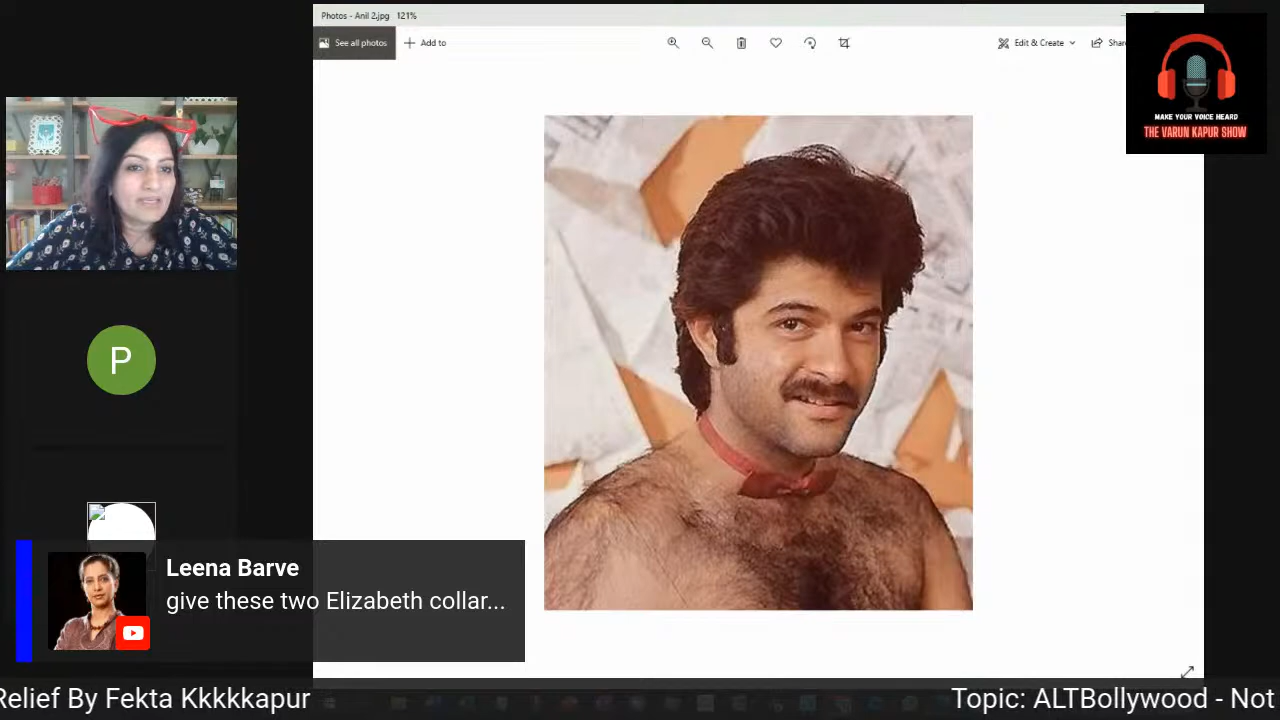 Photos - Anil 2.jpg 121%
See all photos
Add to
Edit & Create
Shar
MAKE YOUR VOICE HEARD
THE VARUN KAPUR SHOW
P
Leena Barve
give these two Elizabeth collar...
Relief By Fekta Kkkkkapur
Topic: ALTBollywood - Not